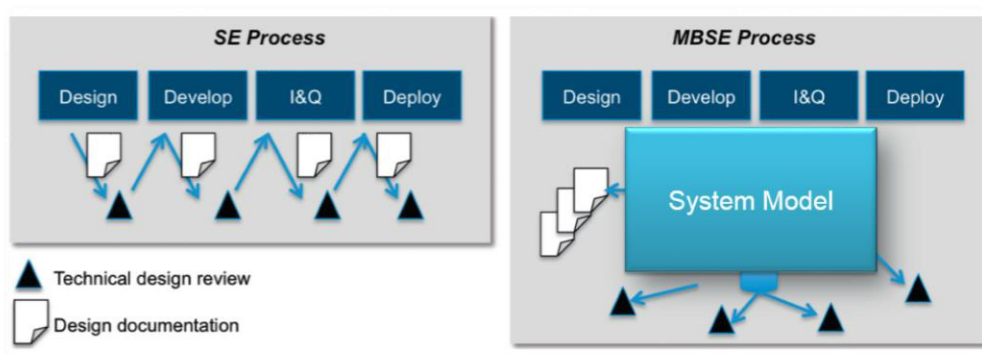 SE Process
Design Develop I&Q Deploy
Technical design review
Design documentation
MBSE Process
Design Develop I&Q Deploy
System Model